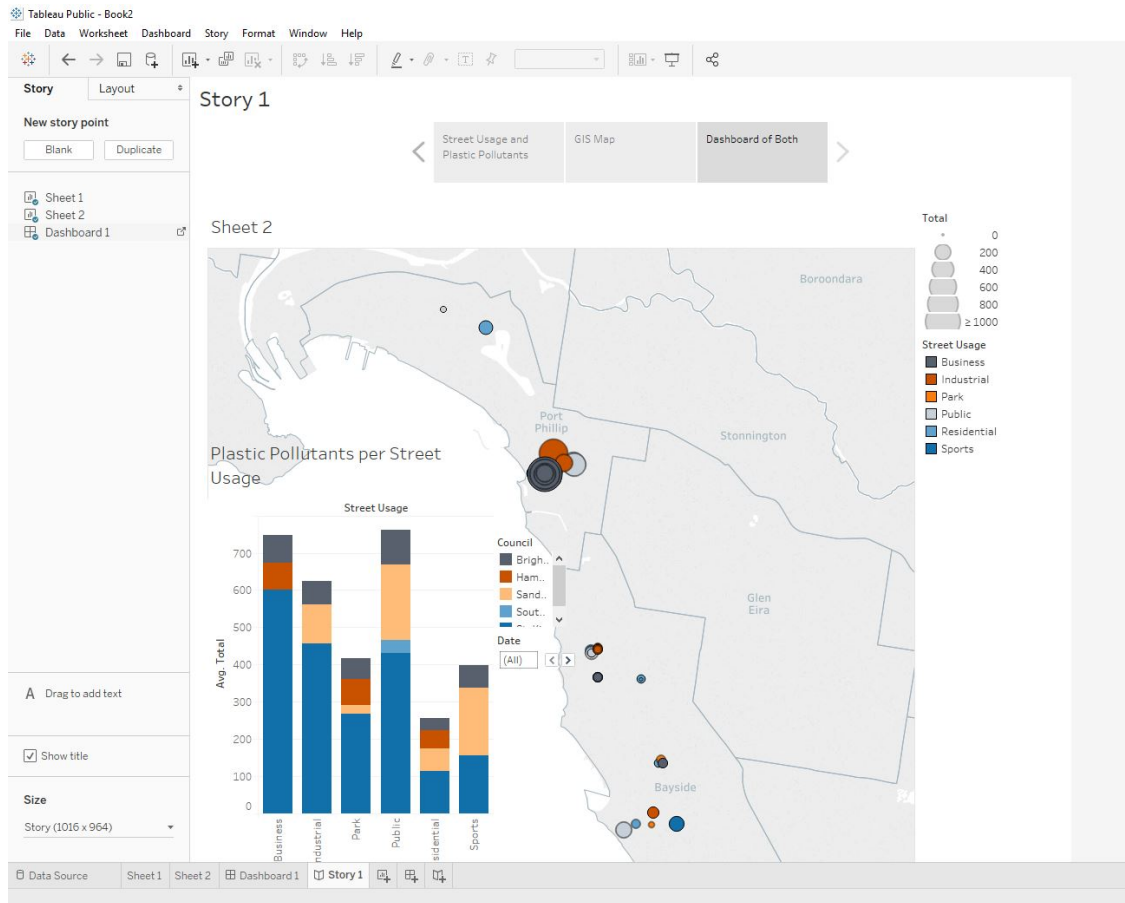 Tableau Public - Book2
File Data Worksheet Dashboard Story Format Window Help
Story Layout
New story point
Blank Duplicate
Sheet 1
Sheet 2
Dashboard 1
A Drag to add text
Show title
Size
Story (1016 x 964)
Story 1
Street Usage and
Plastic Pollutants
GIS Map
Dashboard of Both
Sheet 2
Boroondara
Port
Phillip
Stonnington
Glen
Eira
Bayside
Total
0
200
400
600
800
≥ 1000
Street Usage
Business
Industrial
Park
Public
Residential
Sports
Plastic Pollutants per Street
Usage
Street Usage
Avg. Total
700
600
500
400
300
200
100
0
Business
ndustrial
Park
Public
sidential
Sports
Council
Brigh..
Ham..
Sand..
Sout..
Date
(All)
Data Source Sheet 1 Sheet 2 Dashboard 1 Story 1